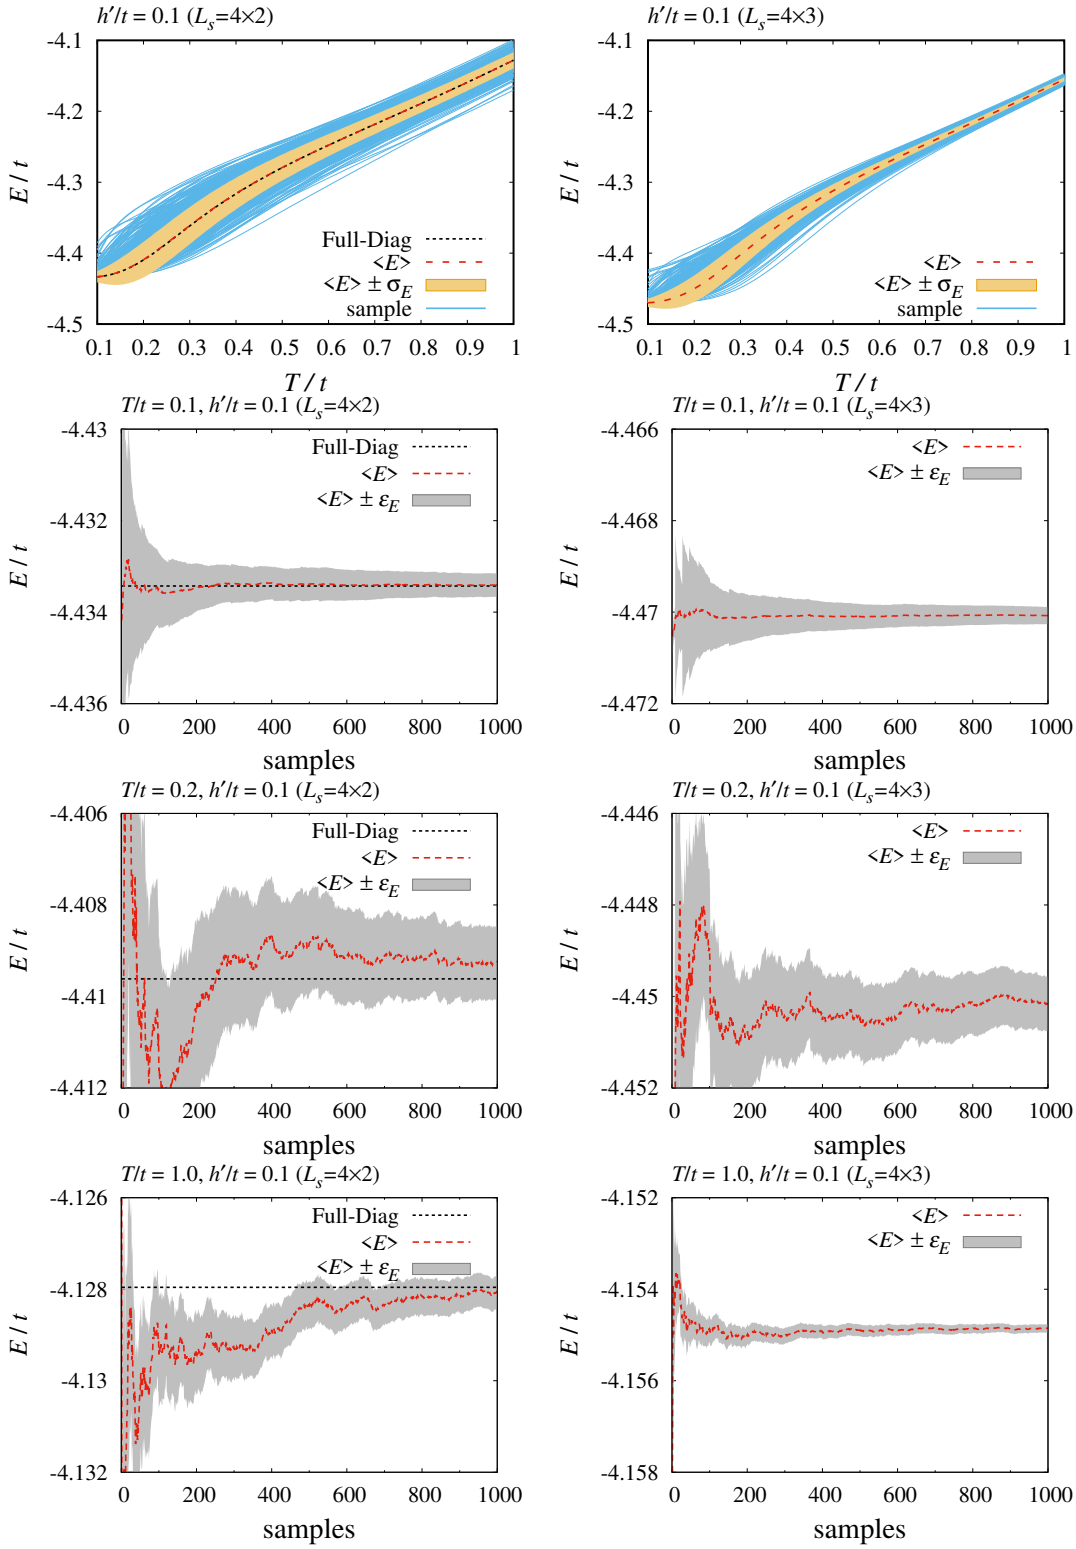 h′/t = 0.1 (Ls=4×2)
-4.1
-4.2
-4.3
-4.4
-4.5
E / t
Full-Diag
<E>
<E> ± σE
sample
0.1 0.2 0.3 0.4 0.5 0.6 0.7 0.8 0.9 1
T / t
h′/t = 0.1 (Ls=4×3)
-4.1
-4.2
-4.3
-4.4
-4.5
E / t
<E>
<E> ± σE
sample
0.1 0.2 0.3 0.4 0.5 0.6 0.7 0.8 0.9 1
T / t
T/t = 0.1, h′/t = 0.1 (Ls=4×2)
-4.43
-4.432
-4.434
-4.436
E / t
Full-Diag
<E>
<E> ± εE
0 200 400 600 800 1000
samples
T/t = 0.1, h′/t = 0.1 (Ls=4×3)
-4.466
-4.468
-4.47
-4.472
E / t
<E>
<E> ± εE
0 200 400 600 800 1000
samples
T/t = 0.2, h′/t = 0.1 (Ls=4×2)
-4.406
-4.408
-4.41
-4.412
E / t
Full-Diag
<E>
<E> ± εE
0 200 400 600 800 1000
samples
T/t = 0.2, h′/t = 0.1 (Ls=4×3)
-4.446
-4.448
-4.45
-4.452
E / t
<E>
<E> ± εE
0 200 400 600 800 1000
samples
T/t = 1.0, h′/t = 0.1 (Ls=4×2)
-4.126
-4.128
-4.13
-4.132
E / t
Full-Diag
<E>
<E> ± εE
0 200 400 600 800 1000
samples
T/t = 1.0, h′/t = 0.1 (Ls=4×3)
-4.152
-4.154
-4.156
-4.158
E / t
<E>
<E> ± εE
0 200 400 600 800 1000
samples